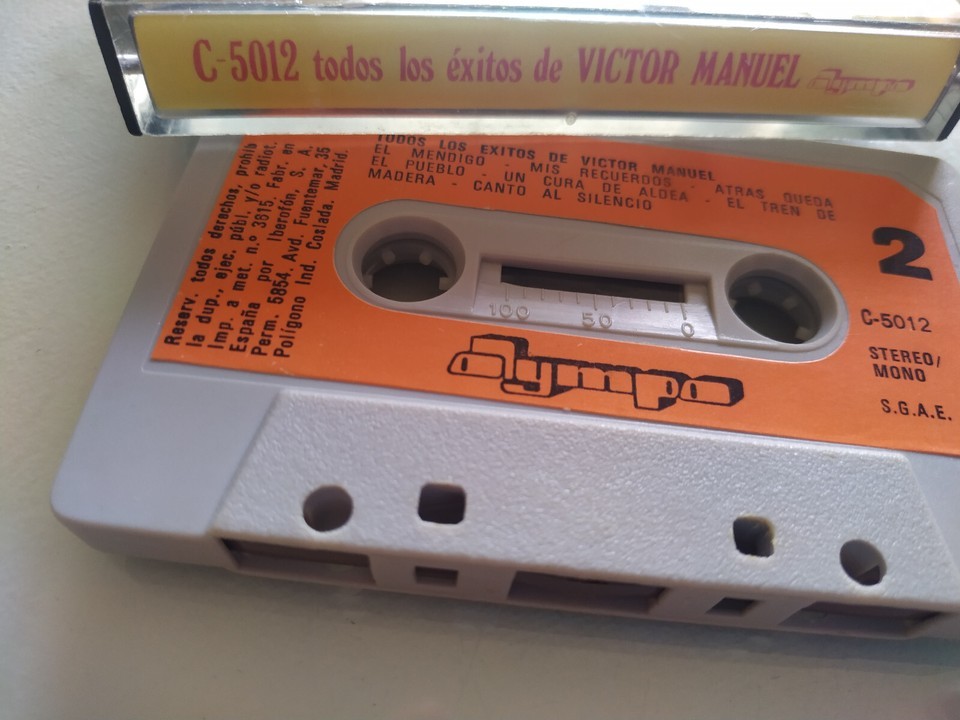 C-5012 todos los éxitos de VICTOR MANUEL olympo
TODOS LOS EXITOS DE VICTOR MANUEL
EL MENDIGO - MIS RECUERDOS - ATRAS QUEDA
EL PUEBLO - UN CURA DE ALDEA - EL TREN DE
MADERA - CANTO AL SILENCIO
Reserv. todos derechos, prohib
la dup., ejec. públ. y/o radiot.
Imp. a met. n.º 3815. Fabr. en
España por Iberofón, S. A.
Perm. 5854. Avd. Fuentemar, 35
Polígono Ind. Coslada. Madrid.
2
100 50 0
C-5012
STEREO/
MONO
S.G.A.E.
olympo